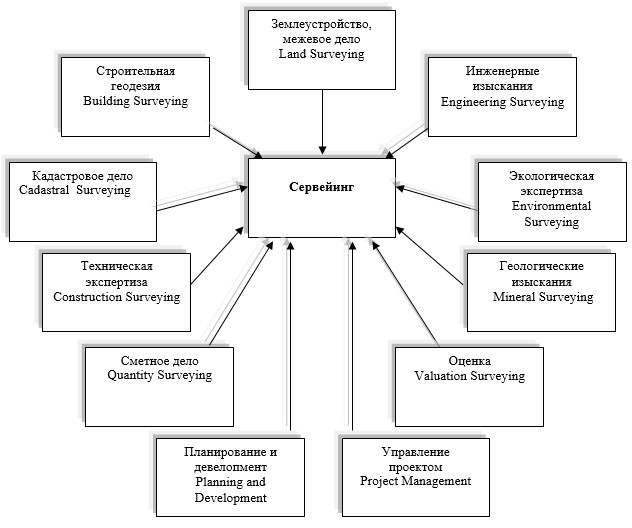 Землеустройство,
межевое дело
Land Surveying
Строительная
геодезия
Building Surveying
Инженерные
изыскания
Engineering Surveying
Кадастровое дело
Cadastral Surveying
Сервейинг
Экологическая
экспертиза
Environmental
Surveying
Техническая
экспертиза
Construction Surveying
Геологические
изыскания
Mineral Surveying
Сметное дело
Quantity Surveying
Оценка
Valuation Surveying
Планирование и
девелопмент
Planning and
Development
Управление
проектом
Project Management